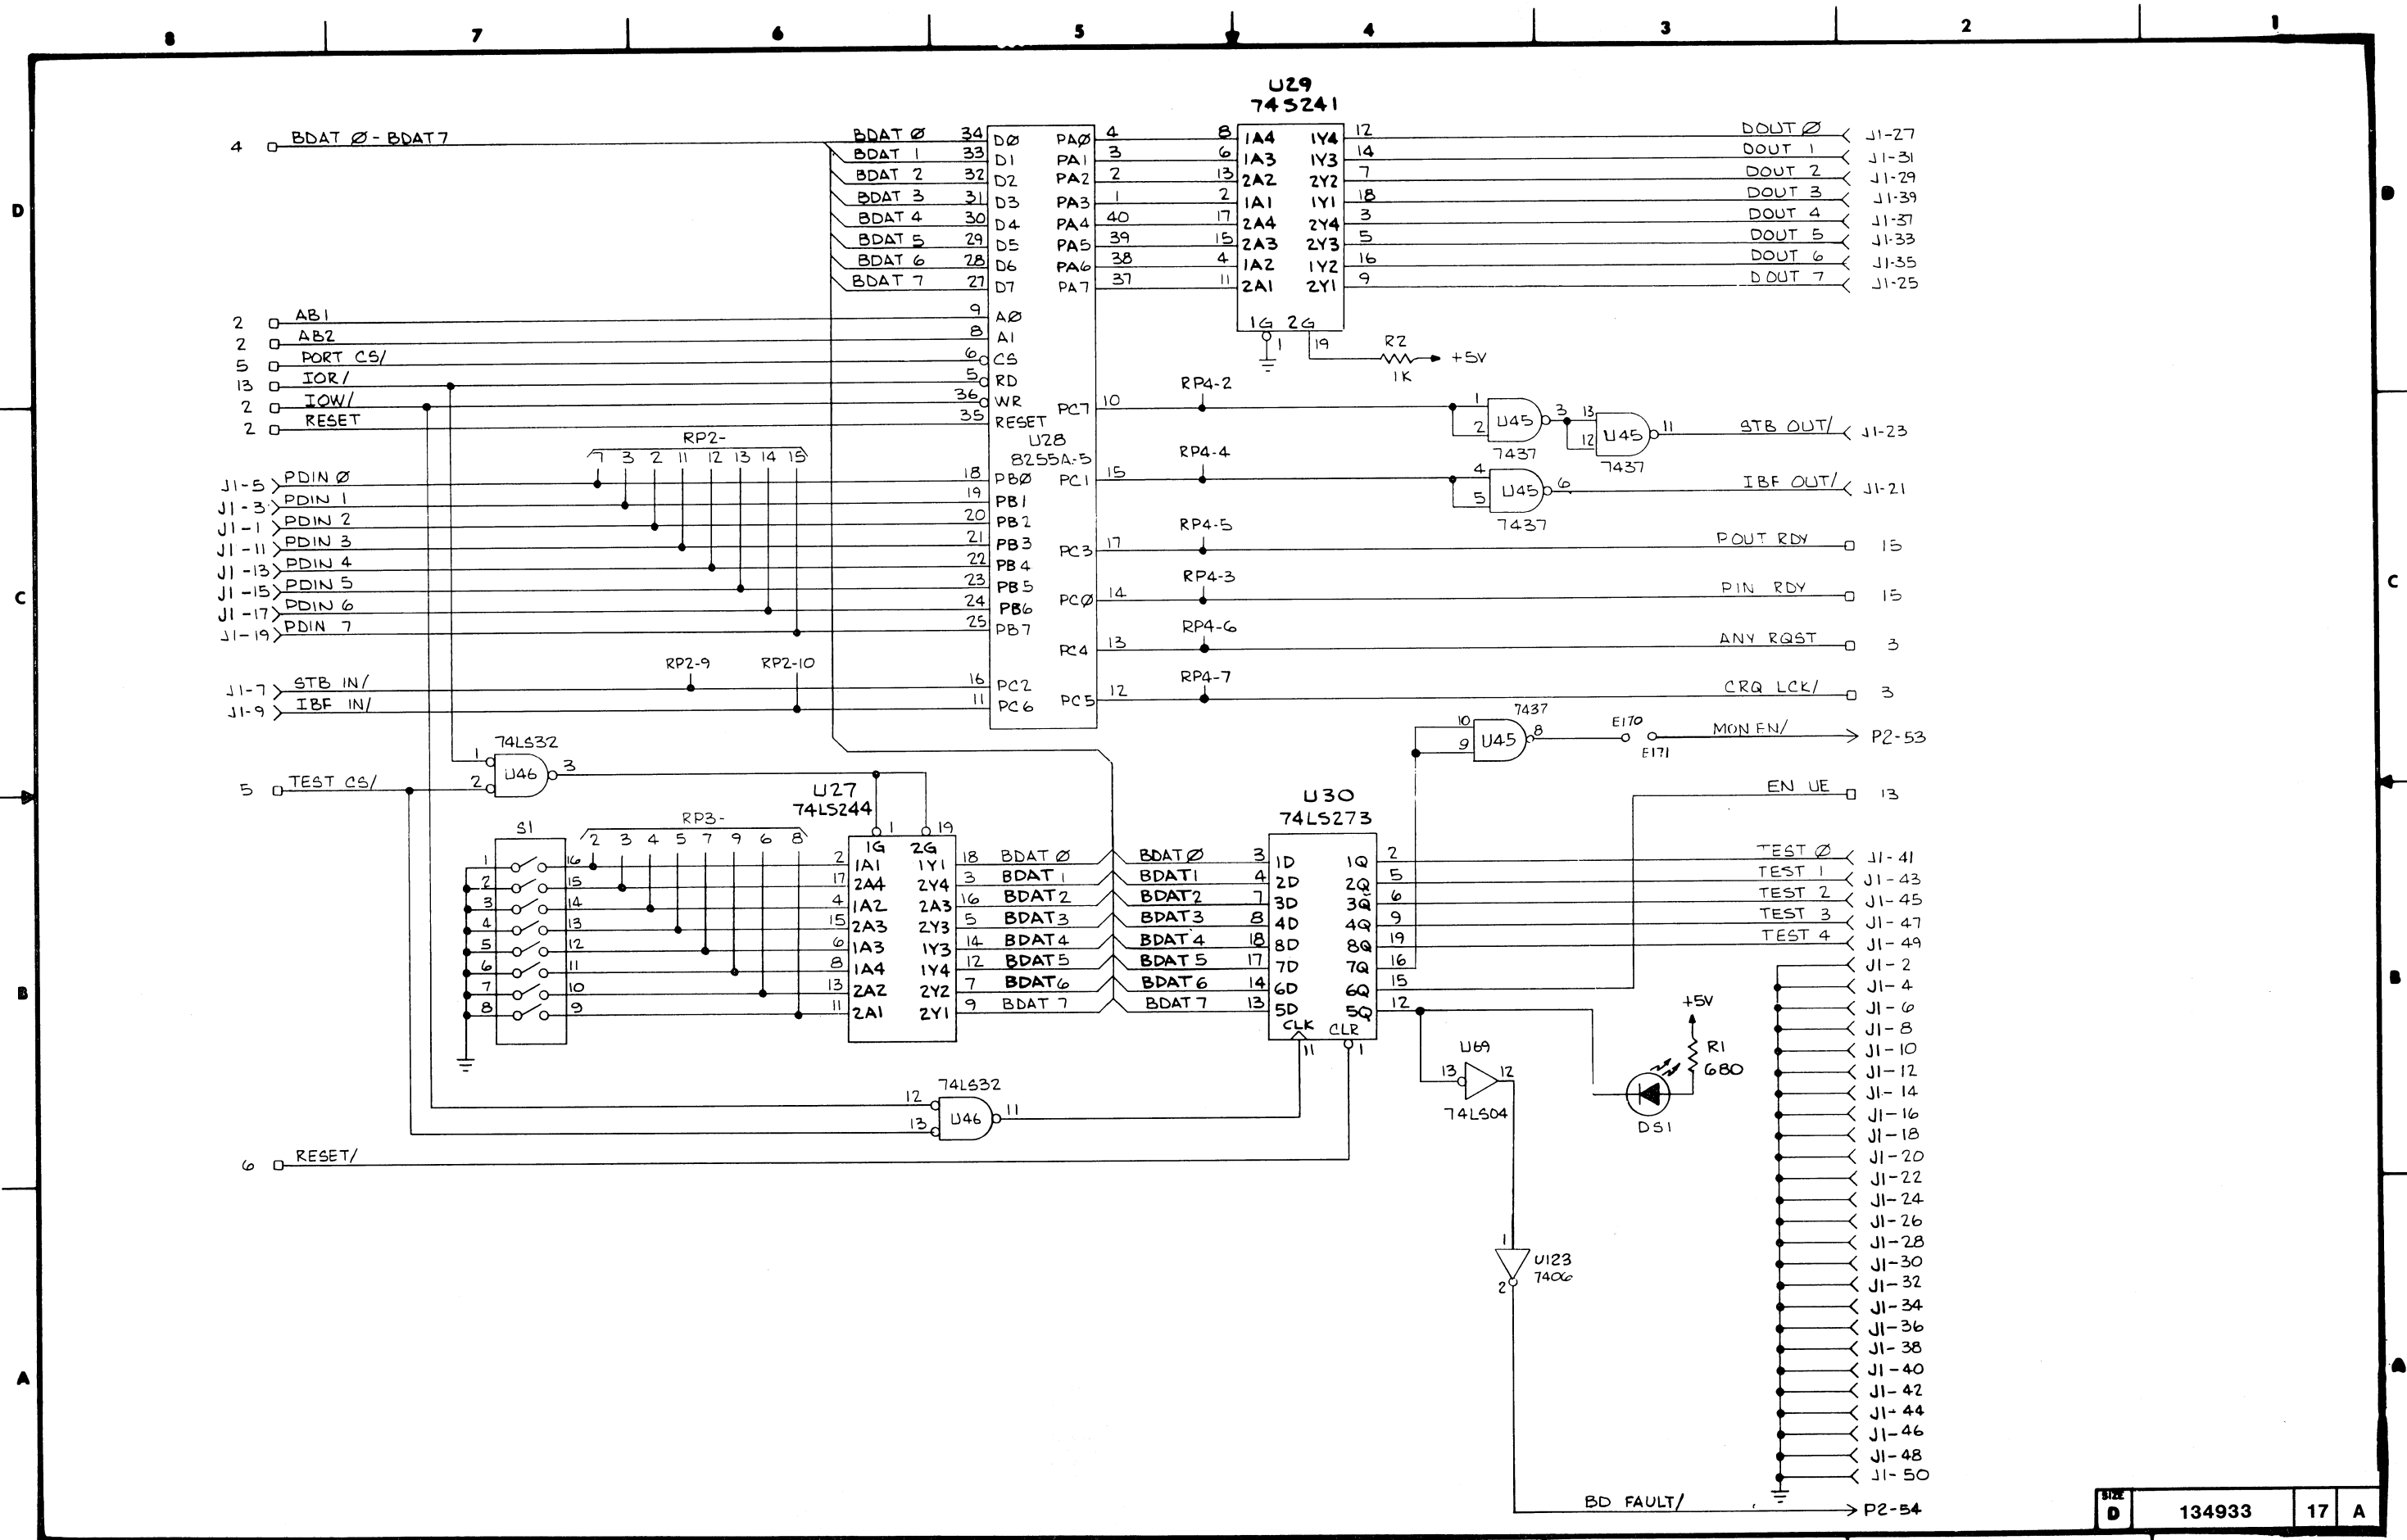 8 7 6 5 4 3 2 1
D
C
B
A
D
C
B
A
4 BDAT Ø - BDAT7
BDAT Ø 34 DØ
BDAT 1 33 D1
BDAT 2 32 D2
BDAT 3 31 D3
BDAT 4 30 D4
BDAT 5 29 D5
BDAT 6 28 D6
BDAT 7 27 D7
2 AB1 9 AØ
2 AB2 8 A1
5 PORT CS/ 6 CS
13 IOR/ 5 RD
2 IOW/ 36 WR
2 RESET 35 RESET
U28
8255A-5
RP2-
7 3 2 11 12 13 14 15
J1-5 PDIN Ø 18 PBØ
J1-3 PDIN 1 19 PB1
J1-1 PDIN 2 20 PB2
J1-11 PDIN 3 21 PB3
J1-13 PDIN 4 22 PB4
J1-15 PDIN 5 23 PB5
J1-17 PDIN 6 24 PB6
J1-19 PDIN 7 25 PB7
RP2-9 RP2-10
J1-7 STB IN/ 16 PC2
J1-9 IBF IN/ 11 PC6
U29
74S241
PAØ 4 8 1A4 1Y4 12 DOUT Ø J1-27
PA1 3 6 1A3 1Y3 14 DOUT 1 J1-31
PA2 2 13 2A2 2Y2 7 DOUT 2 J1-29
PA3 1 2 1A1 1Y1 18 DOUT 3 J1-39
PA4 40 17 2A4 2Y4 3 DOUT 4 J1-37
PA5 39 15 2A3 2Y3 5 DOUT 5 J1-33
PA6 38 4 1A2 1Y2 16 DOUT 6 J1-35
PA7 37 11 2A1 2Y1 9 DOUT 7 J1-25
1G 2G
1 19
R2
1K
+5V
RP4-2
PC7 10
1 2 U45 3
7437
13 12 U45 11
7437
STB OUT/ J1-23
RP4-4
PC1 15
4 5 U45 6
7437
IBF OUT/ J1-21
RP4-5
PC3 17 POUT RDY 15
RP4-3
PCØ 14 PIN RDY 15
RP4-6
PC4 13 ANY RQST 3
RP4-7
PC5 12 CRQ LCK/ 3
7437
10 9 U45 8
E170
E171
MON EN/ P2-53
EN UE 13
74LS32
1 2 U46 3
5 TEST CS/
U27
74LS244
1 19
1G 2G
S1
RP3-
2 3 4 5 7 9 6 8
1 16 2 1A1 1Y1 18 BDAT Ø
2 15 17 2A4 2Y4 3 BDAT 1
3 14 4 1A2 2A3 16 BDAT 2
4 13 15 2A3 2Y3 5 BDAT 3
5 12 6 1A3 1Y3 14 BDAT 4
6 11 8 1A4 1Y4 12 BDAT 5
7 10 13 2A2 2Y2 7 BDAT 6
8 9 11 2A1 2Y1 9 BDAT 7
U30
74LS273
BDAT Ø 3 1D 1Q 2 TEST Ø J1-41
BDAT 1 4 2D 2Q 5 TEST 1 J1-43
BDAT 2 7 3D 3Q 6 TEST 2 J1-45
BDAT 3 8 4D 4Q 9 TEST 3 J1-47
BDAT 4 18 8D 8Q 19 TEST 4 J1-49
BDAT 5 17 7D 7Q 16
BDAT 6 14 6D 6Q 15
BDAT 7 13 5D 5Q 12
CLK CLR
11 1
74LS32
12 13 U46 11
6 RESET/
U69
13 12
74LS04
+5V
R1
680
DS1
1
U123
7406
2
BD FAULT/ P2-54
J1-2
J1-4
J1-6
J1-8
J1-10
J1-12
J1-14
J1-16
J1-18
J1-20
J1-22
J1-24
J1-26
J1-28
J1-30
J1-32
J1-34
J1-36
J1-38
J1-40
J1-42
J1-44
J1-46
J1-48
J1-50
SIZE
D 134933 17 A